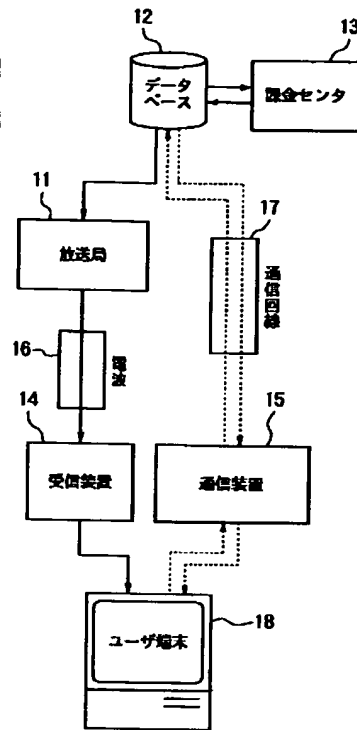 12
13
データ
ベース
課金センタ
11
17
放送局
通信回線
16
電波
14
15
受信装置
通信装置
ユーザ端末
18